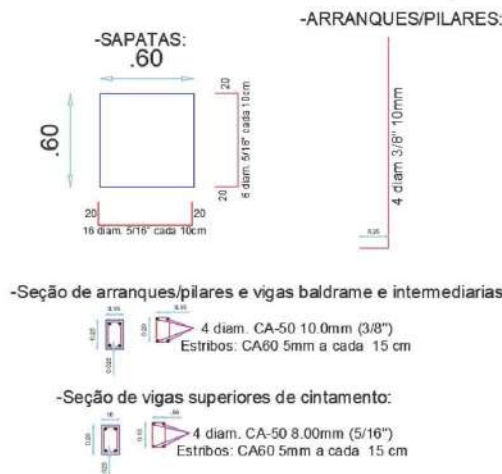 -ARRANQUES/PILARES:
-SAPATAS:
.60
.60
20
6 diam. 5/16" cada 10cm
20
20
20
16 diam. 5/16" cada 10cm
4 diam 3/8" 10mm
-Seção de arranques/pilares e vigas baldrame e intermediarias
4 diam. CA-50 10.0mm (3/8")
Estribos: CA60 5mm a cada 15 cm
-Seção de vigas superiores de cintamento:
4 diam. CA-50 8.00mm (5/16")
Estribos: CA60 5mm a cada 15 cm